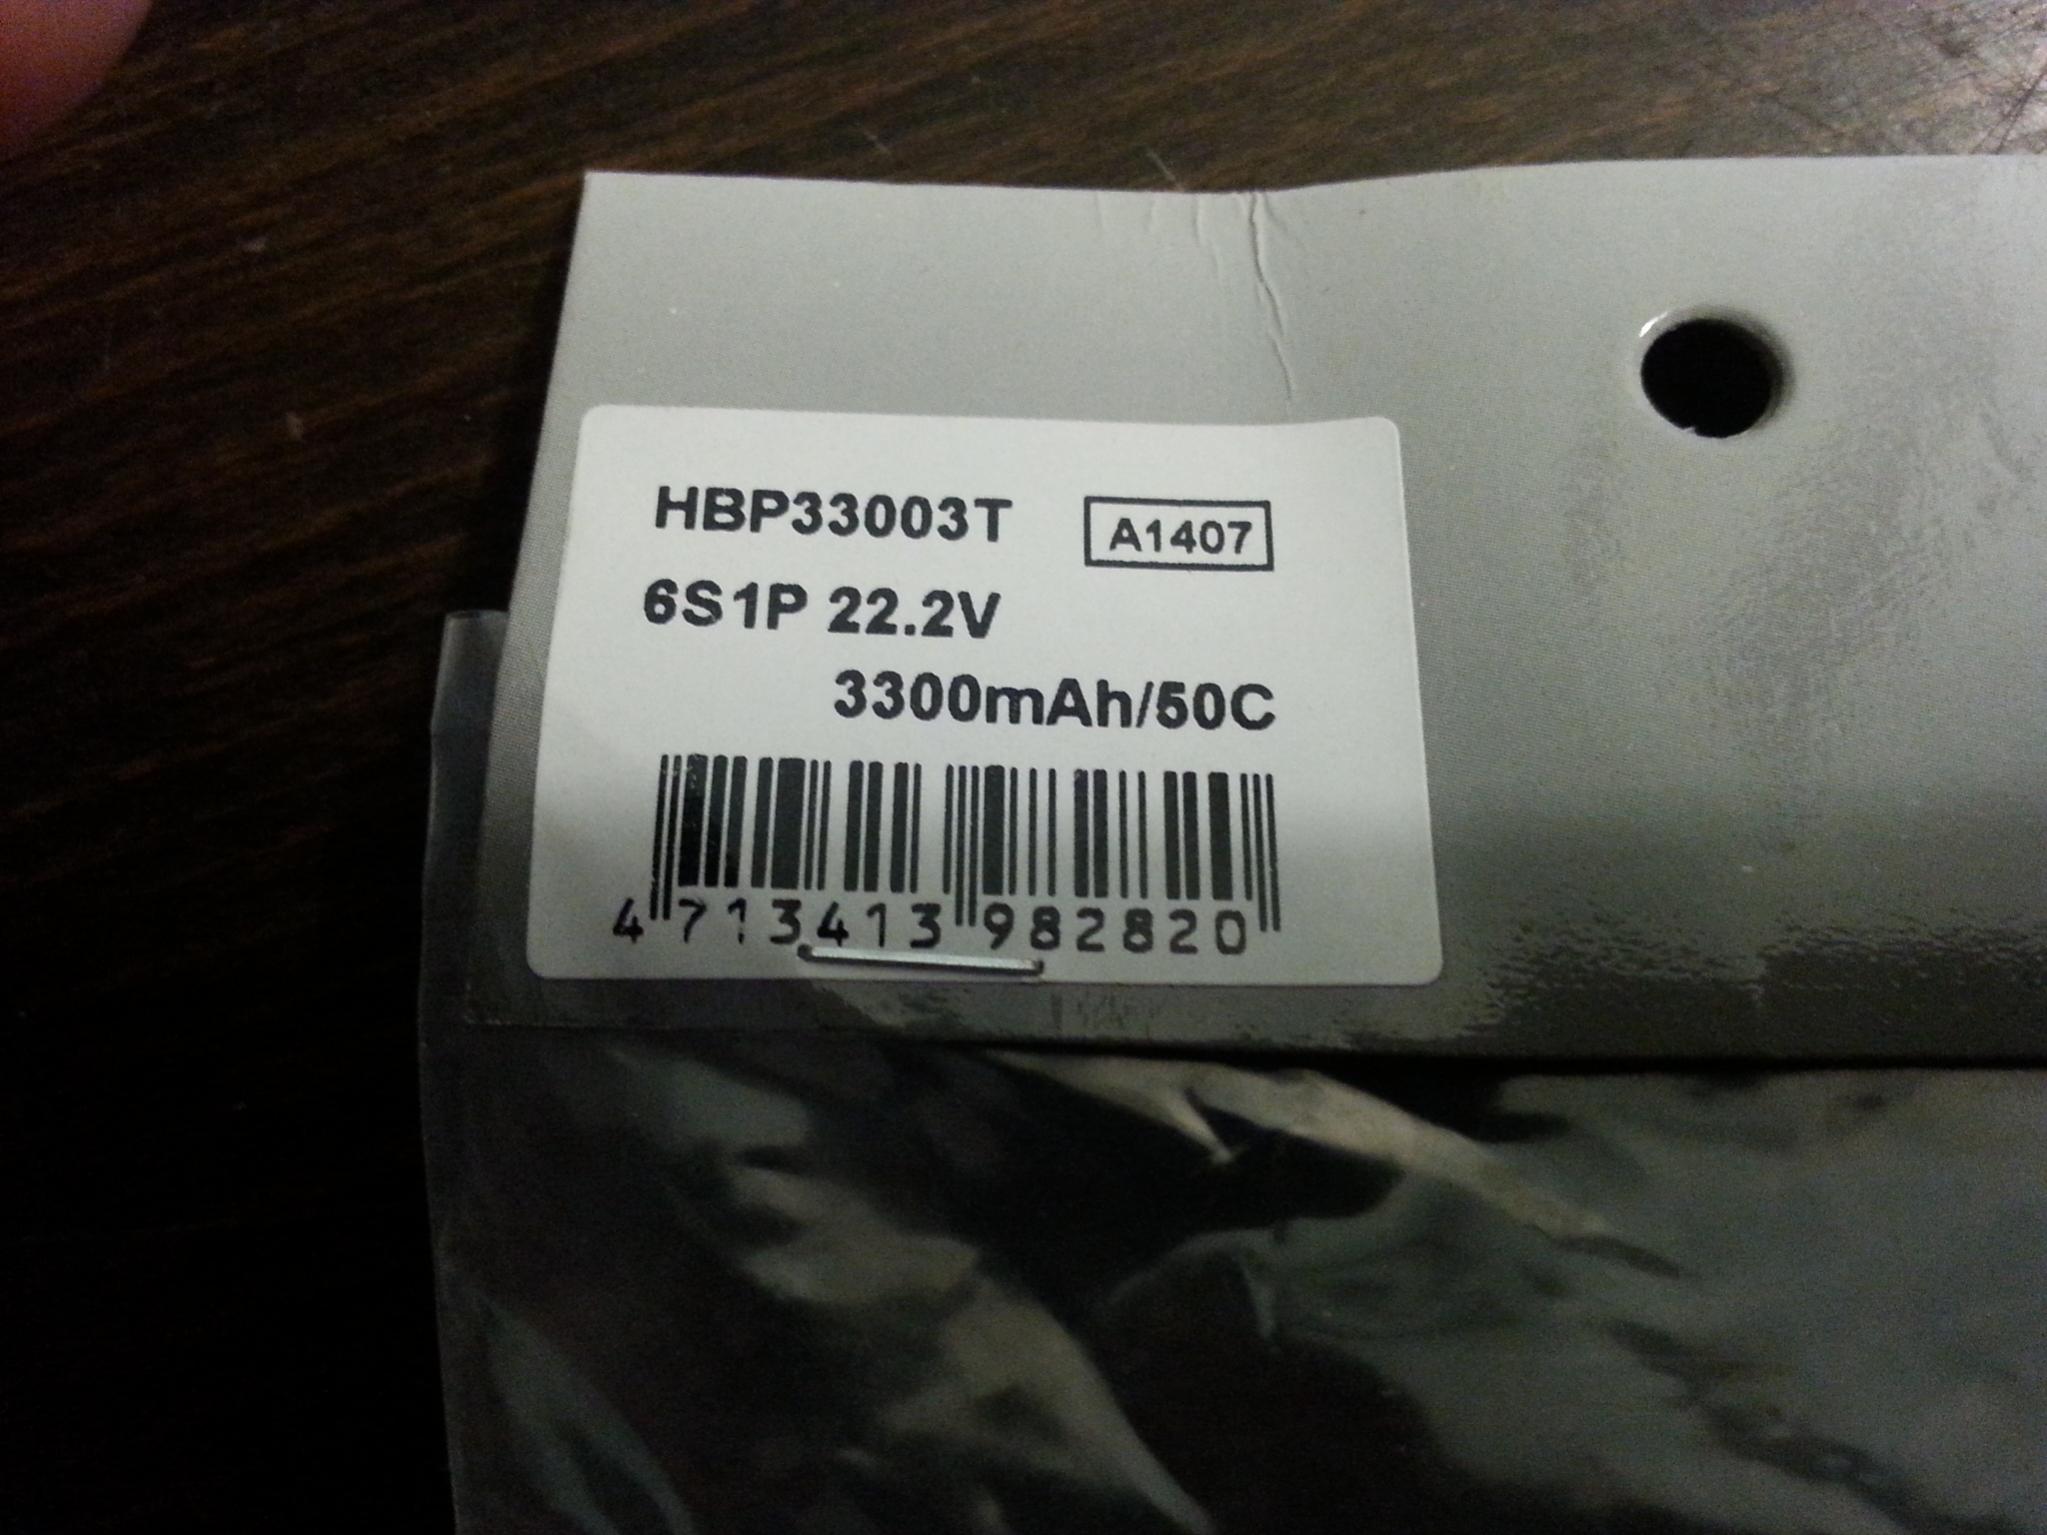 HBP33003T A1407
6S1P 22.2V
3300mAh/50C
4 713413 982820